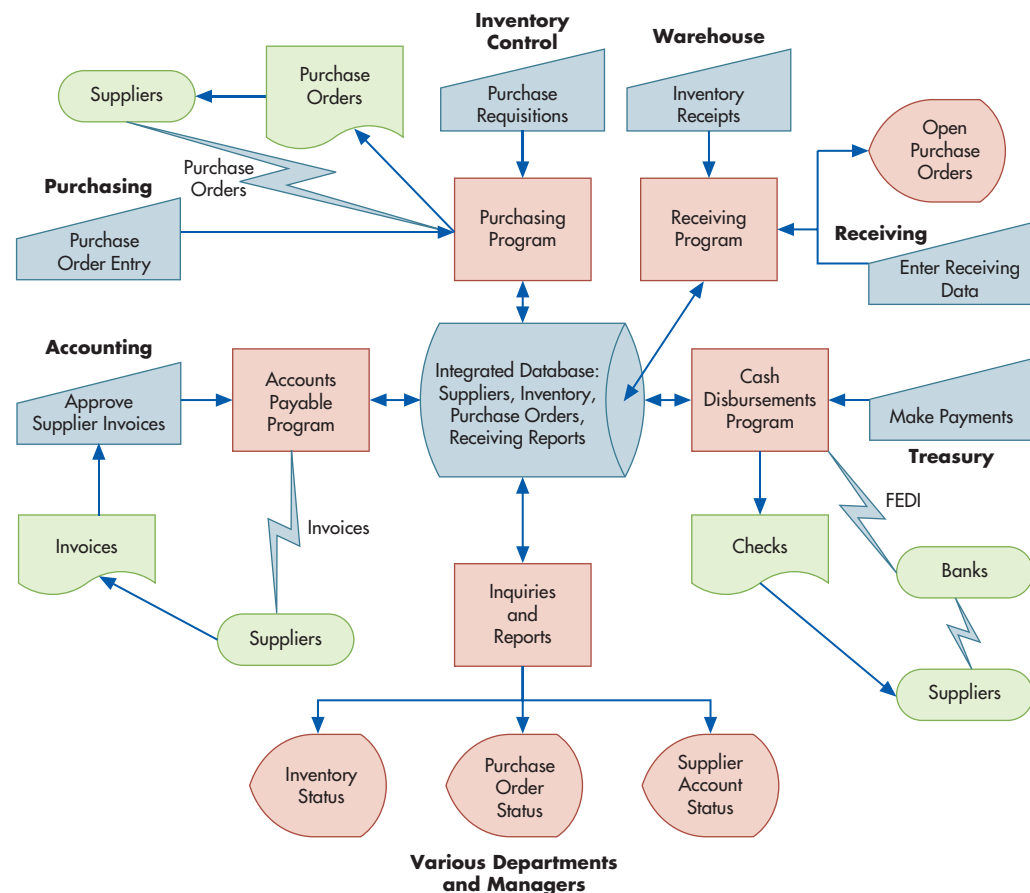 Inventory
Control
Warehouse
Suppliers
Purchase
Orders
Purchase
Requisitions
Inventory
Receipts
Open
Purchase
Orders
Purchase
Orders
Purchasing
Purchase
Order Entry
Purchasing
Program
Receiving
Program
Receiving
Enter Receiving
Data
Accounting
Approve
Supplier Invoices
Accounts
Payable
Program
Integrated Database:
Suppliers, Inventory,
Purchase Orders,
Receiving Reports
Cash
Disbursements
Program
Make Payments
Treasury
Invoices
Invoices
Suppliers
Inquiries
and
Reports
FEDI
Checks
Banks
Suppliers
Inventory
Status
Purchase
Order
Status
Supplier
Account
Status
Various Departments
and Managers